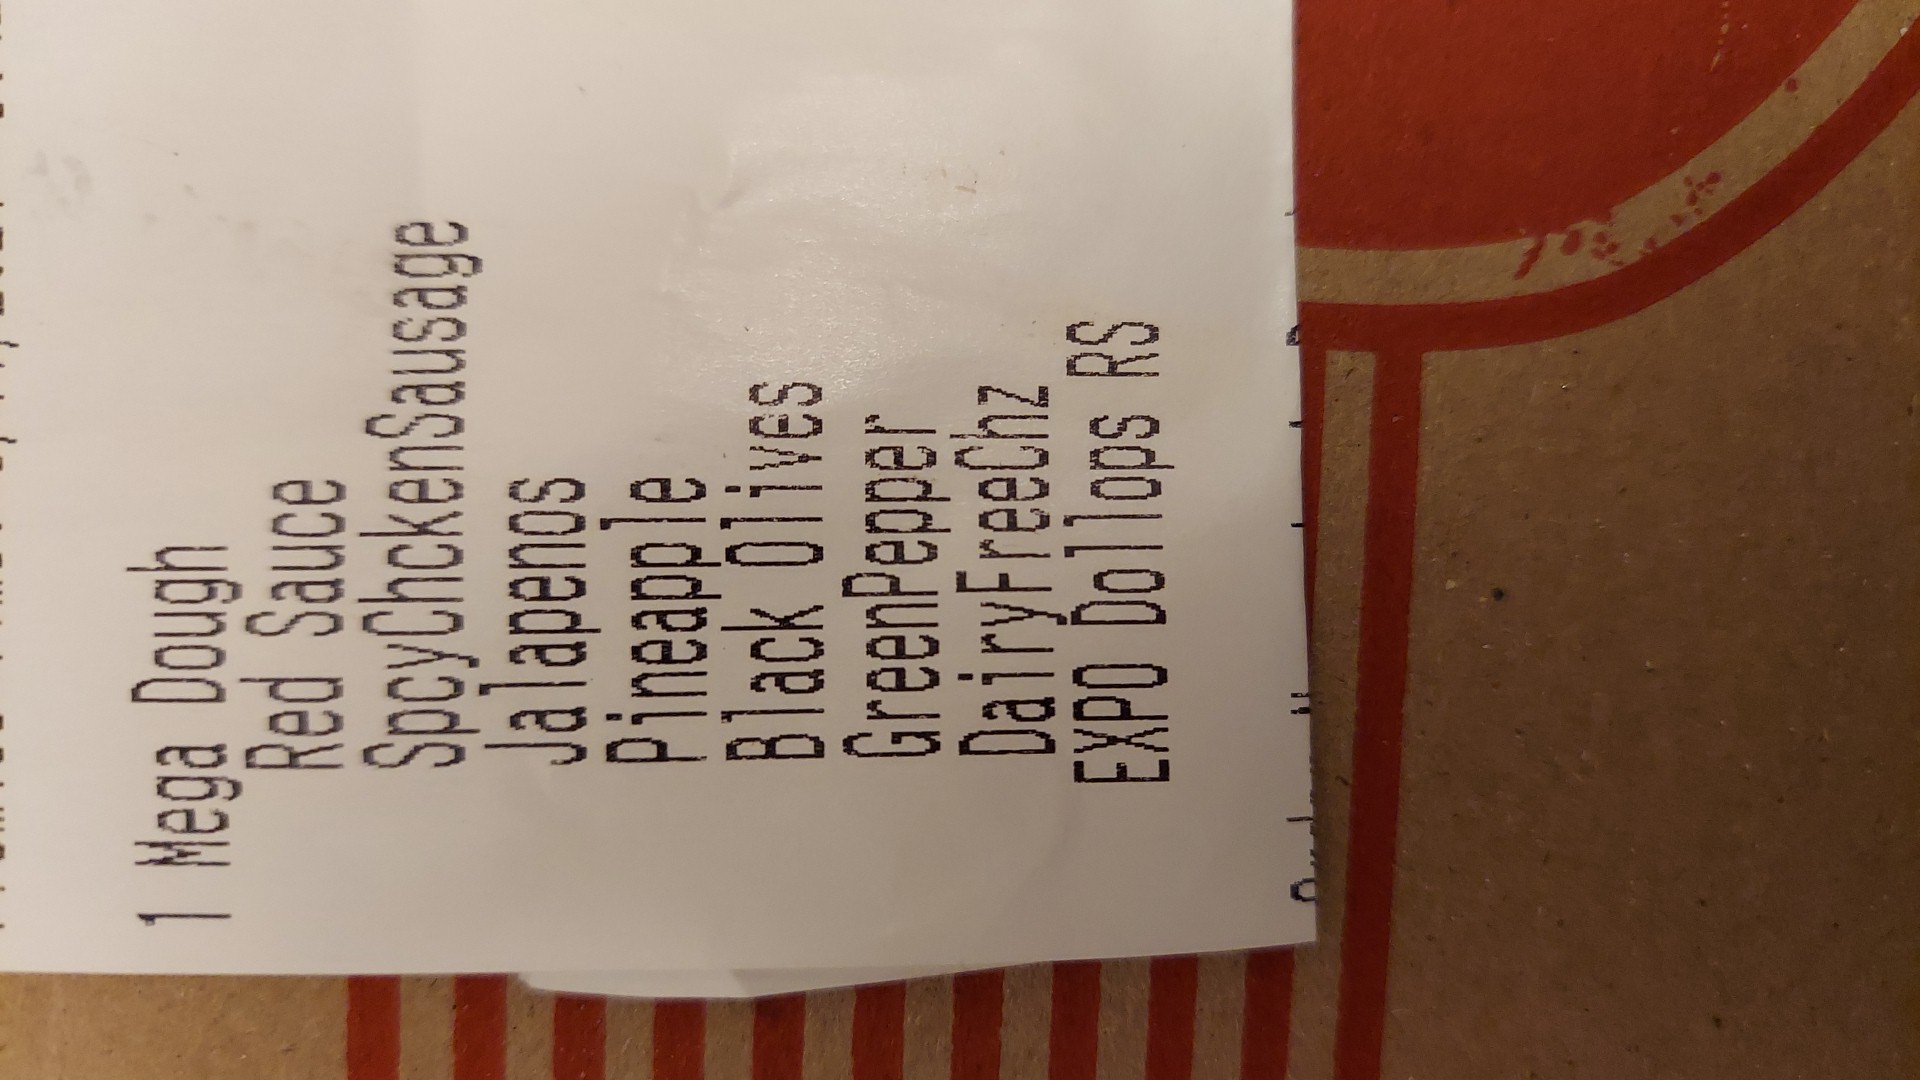 1 Mega Dough
Red Sauce
SpcyChckenSausage
Jalapenos
Pineapple
Black Olives
GreenPepper
DairyFreeChz
EXPO Dollops RS